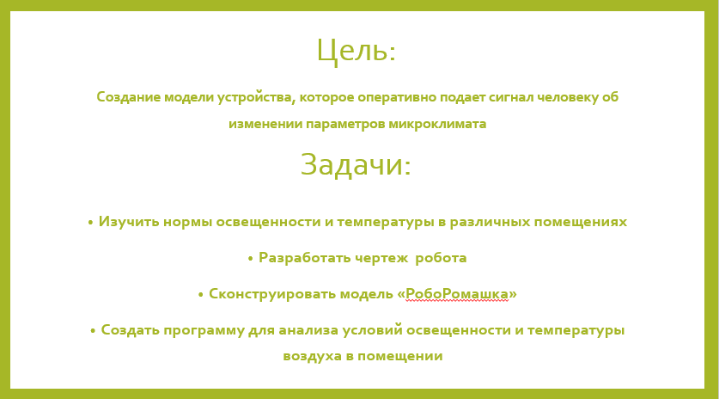 Цель:
Создание модели устройства, которое оперативно подает сигнал человеку об
изменении параметров микроклимата
Задачи:
• Изучить нормы освещенности и температуры в различных помещениях
• Разработать чертеж робота
• Сконструировать модель «РобоРомашка»
• Создать программу для анализа условий освещенности и температуры
воздуха в помещении